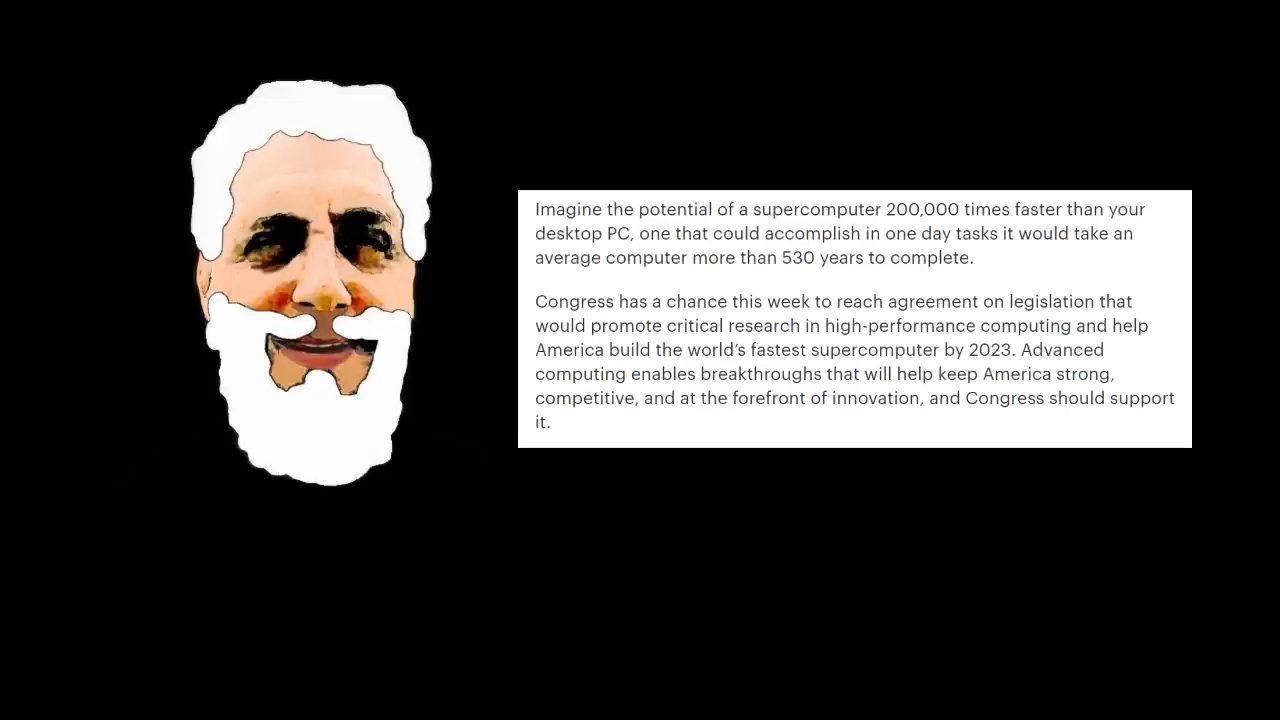 Imagine the potential of a supercomputer 200,000 times faster than your
desktop PC, one that could accomplish in one day tasks it would take an
average computer more than 530 years to complete.
Congress has a chance this week to reach agreement on legislation that
would promote critical research in high-performance computing and help
America build the world’s fastest supercomputer by 2023. Advanced
computing enables breakthroughs that will help keep America strong,
competitive, and at the forefront of innovation, and Congress should support
it.